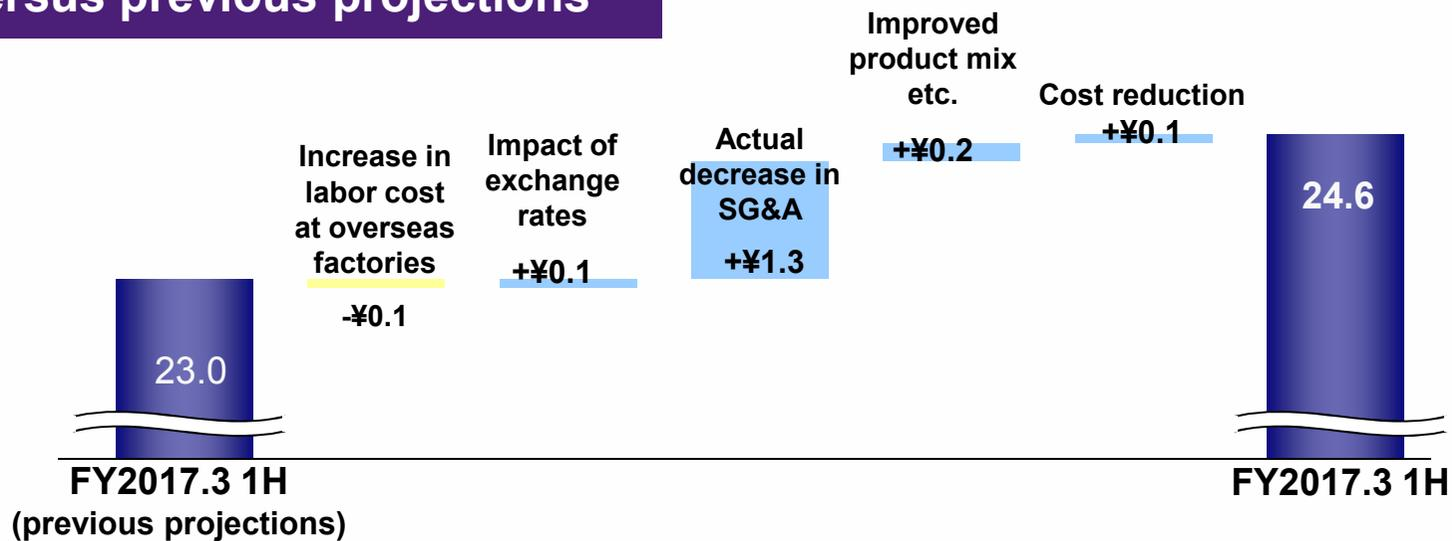 versus previous projections
Increase in
labor cost
at overseas
factories
-¥0.1
Impact of
exchange
rates
+¥0.1
Actual
decrease in
SG&A
+¥1.3
Improved
product mix
etc.
+¥0.2
Cost reduction
+¥0.1
23.0
24.6
FY2017.3 1H
(previous projections)
FY2017.3 1H